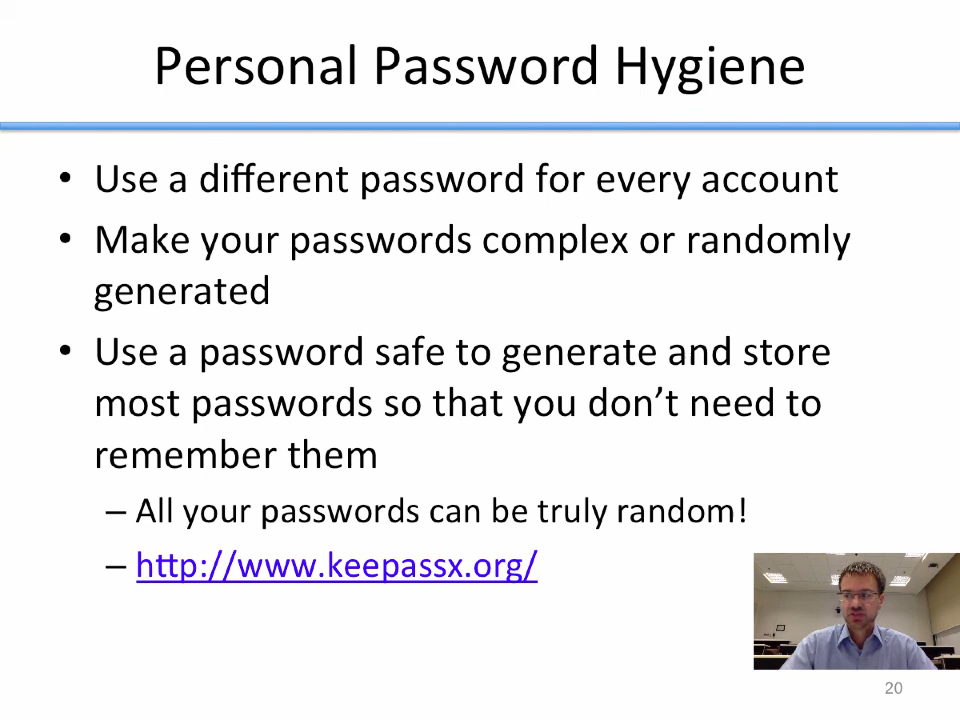 Personal Password Hygiene
• Use a different password for every account
• Make your passwords complex or randomly
generated
• Use a password safe to generate and store
most passwords so that you don’t need to
remember them
– All your passwords can be truly random!
– http://www.keepassx.org/
20